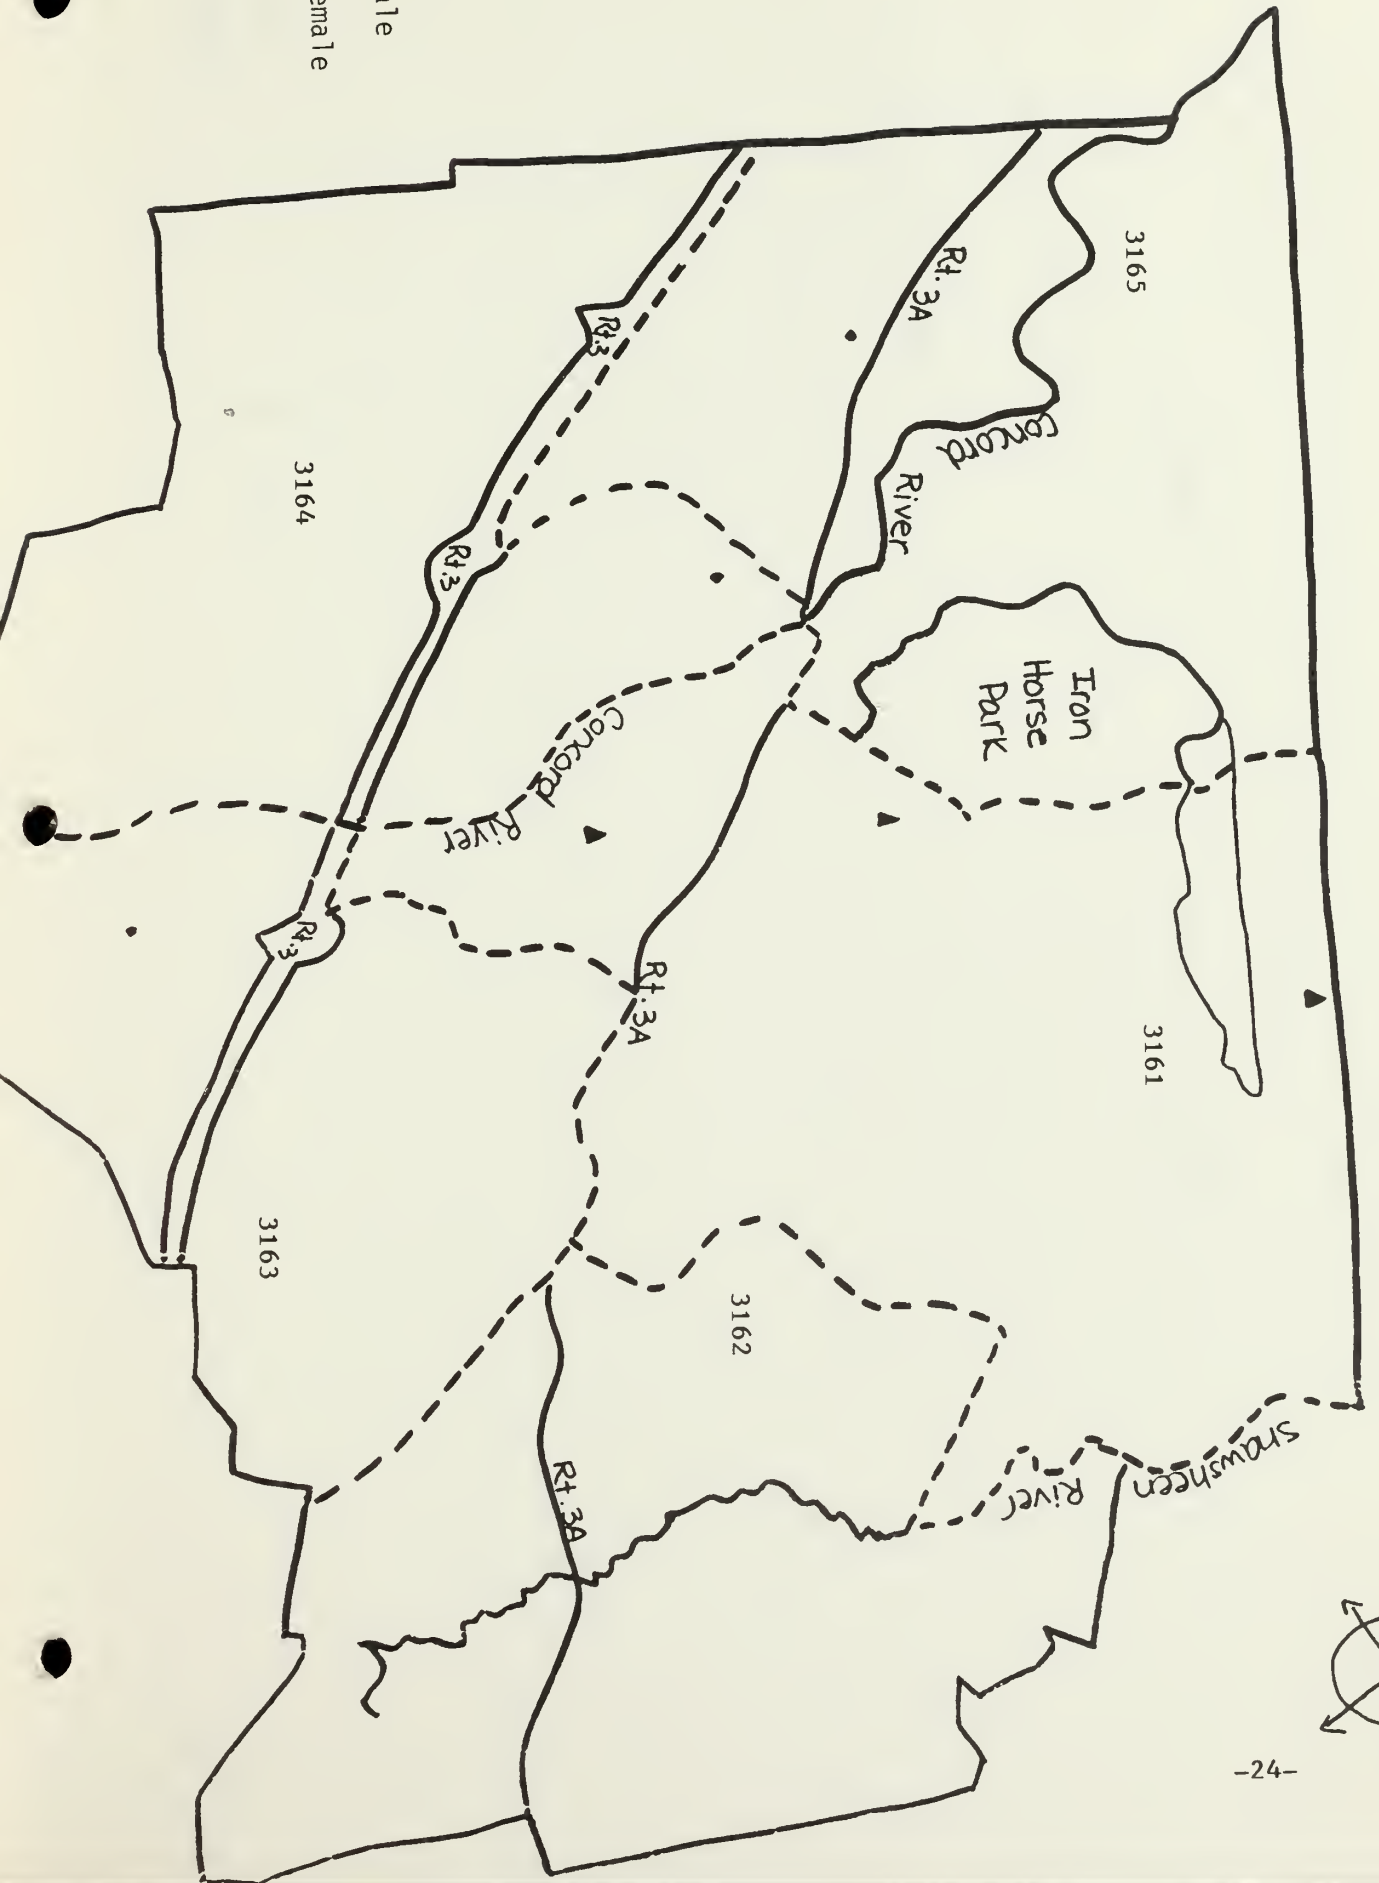 3165
Rt. 3A
Concord
River
Iron
Horse
Park
Rt.3
3164
Rt.3
Concord
River
Rt.3
Rt. 3A
3161
3163
3162
Rt.3A
Shawsheen
River
ale
emale
-24-